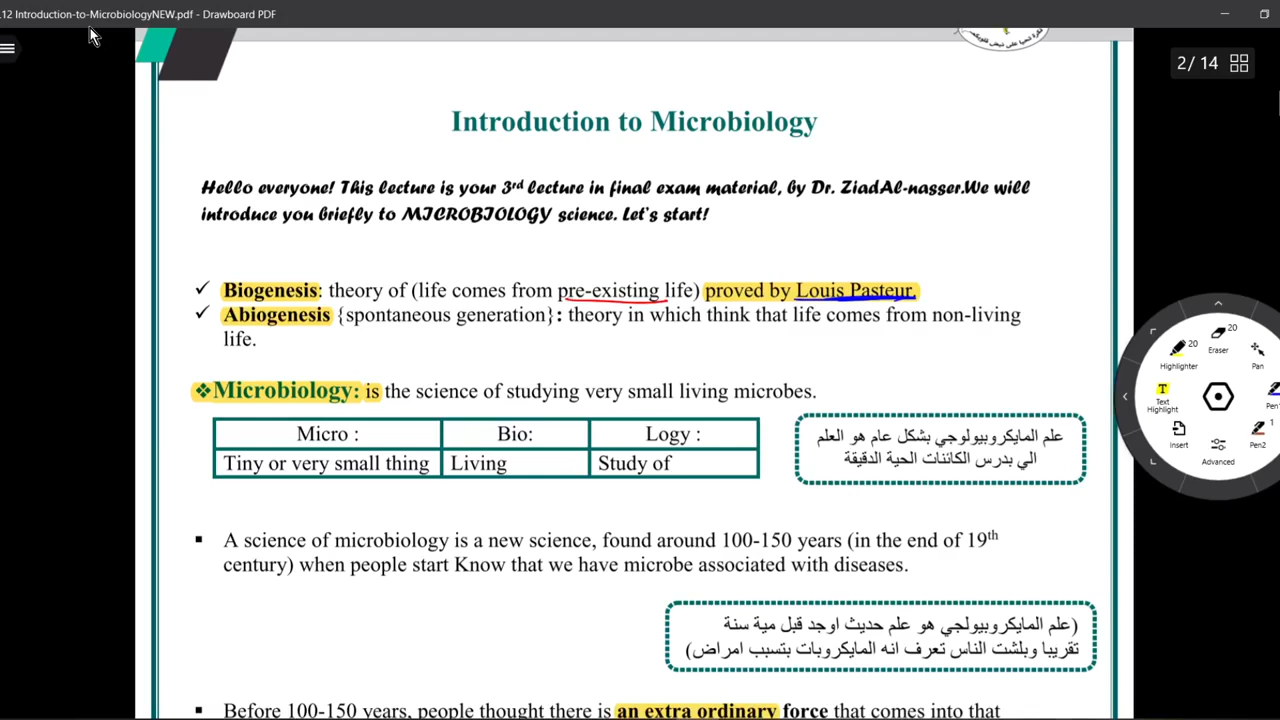 .12 Introduction-to-MicrobiologyNEW.pdf - Drawboard PDF
2/ 14
فكرة تحيا على نبض
Introduction to Microbiology
Hello everyone! This lecture is your 3rd lecture in final exam material, by Dr. ZiadAl-nasser.We will
introduce you briefly to MICROBIOLOGY science. Let's start!
✓ Biogenesis: theory of (life comes from pre-existing life) proved by Louis Pasteur.
✓ Abiogenesis {spontaneous generation}: theory in which think that life comes from non-living
life.
❖Microbiology: is the science of studying very small living microbes.
Micro : Bio: Logy :
Tiny or very small thing Living Study of
علم المايكروبيولوجي بشكل عام هو العلم
الي بدرس الكائنات الحية الدقيقة
▪ A science of microbiology is a new science, found around 100-150 years (in the end of 19th
century) when people start Know that we have microbe associated with diseases.
(علم المايكروبيولجي هو علم حديث اوجد قبل مية سنة
تقريبا وبلشت الناس تعرف انه المايكروبات بتسبب امراض)
▪ Before 100-150 years, people thought there is an extra ordinary force that comes into that
20
Highlighter
20
Eraser
Pan
Text
Highlight
Pen
Insert
Advanced
1
Pen2